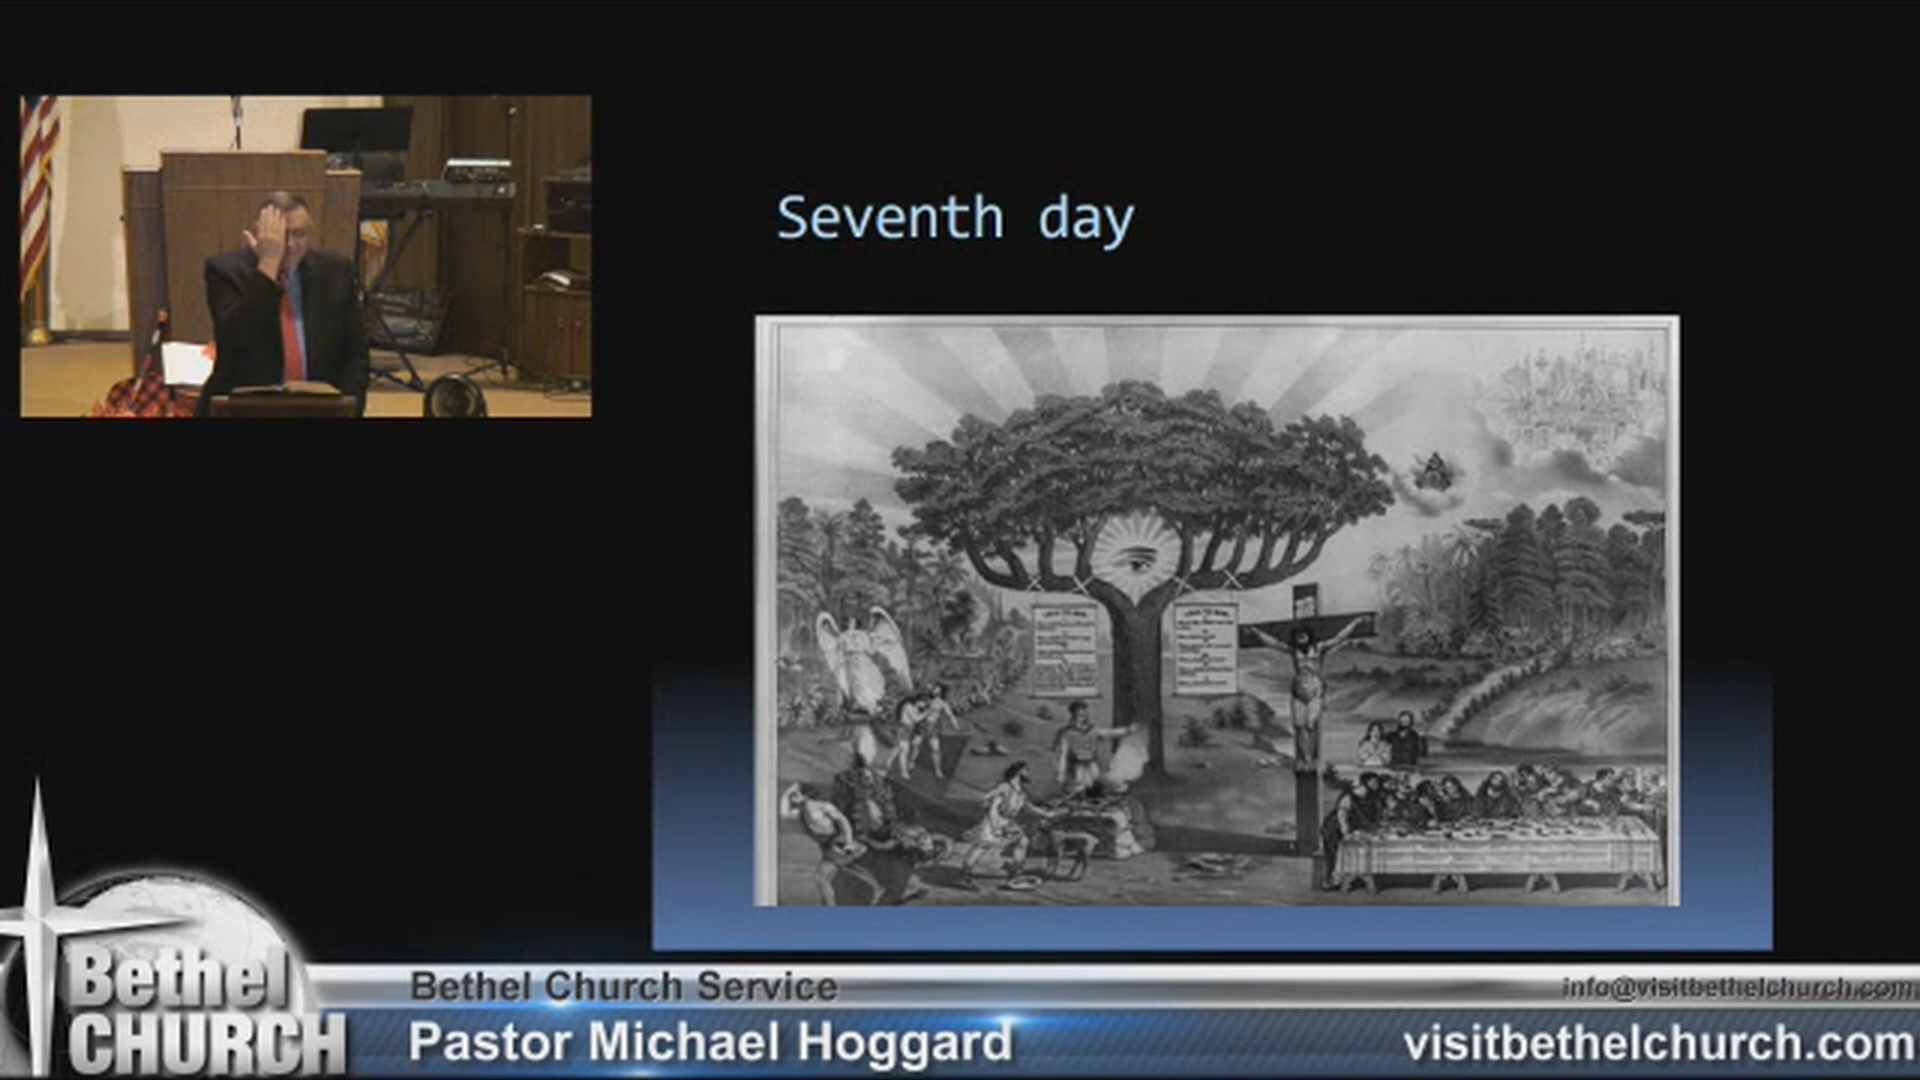 Seventh day
Bethel
CHURCH
Bethel Church Service
info@visitbethelchurch.com
Pastor Michael Hoggard
visitbethelchurch.com